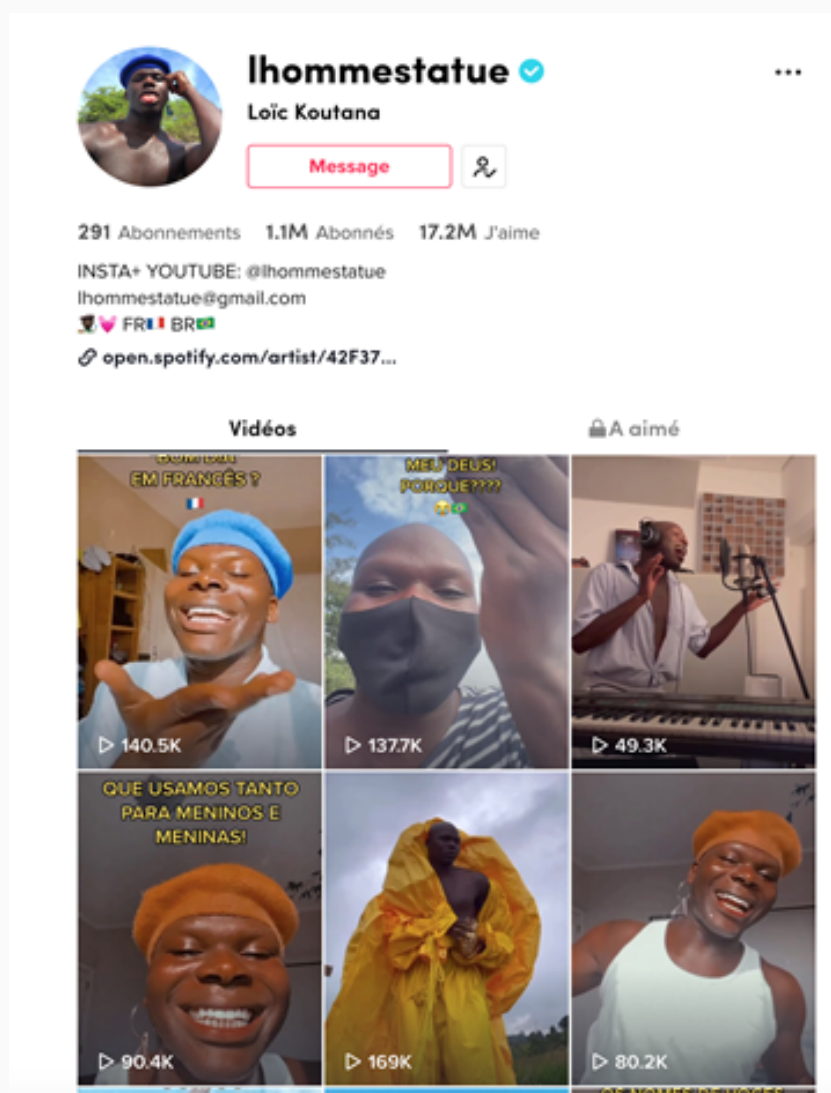 lhommestatue
Loïc Koutana
Message
291 Abonnements 1.1M Abonnés 17.2M J'aime
INSTA+ YOUTUBE: @lhommestatue
lhommestatue@gmail.com
FR BR
open.spotify.com/artist/42F37...
Vidéos A aimé
EM FRANCÊS ?
140.5K
MEU DEUS!
PORQUE????
137.7K
49.3K
QUE USAMOS TANTO
PARA MENINOS E
MENINAS!
90.4K
169K
80.2K